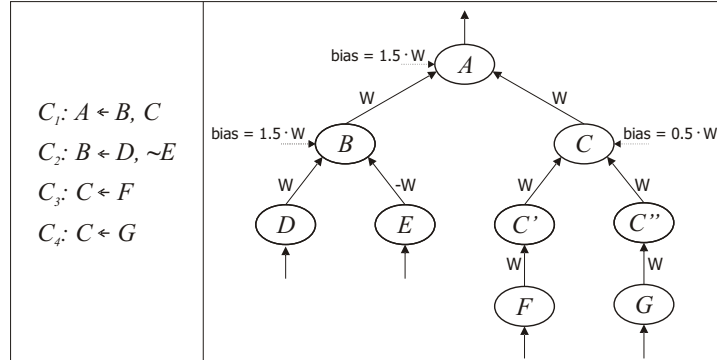 C₁: A ← B, C
C₂: B ← D, ~E
C₃: C ← F
C₄: C ← G
bias = 1.5 · W
A
W
W
bias = 1.5 · W
B
C
bias = 0.5 · W
W
-W
W
W
D
E
C'
C''
W
W
F
G